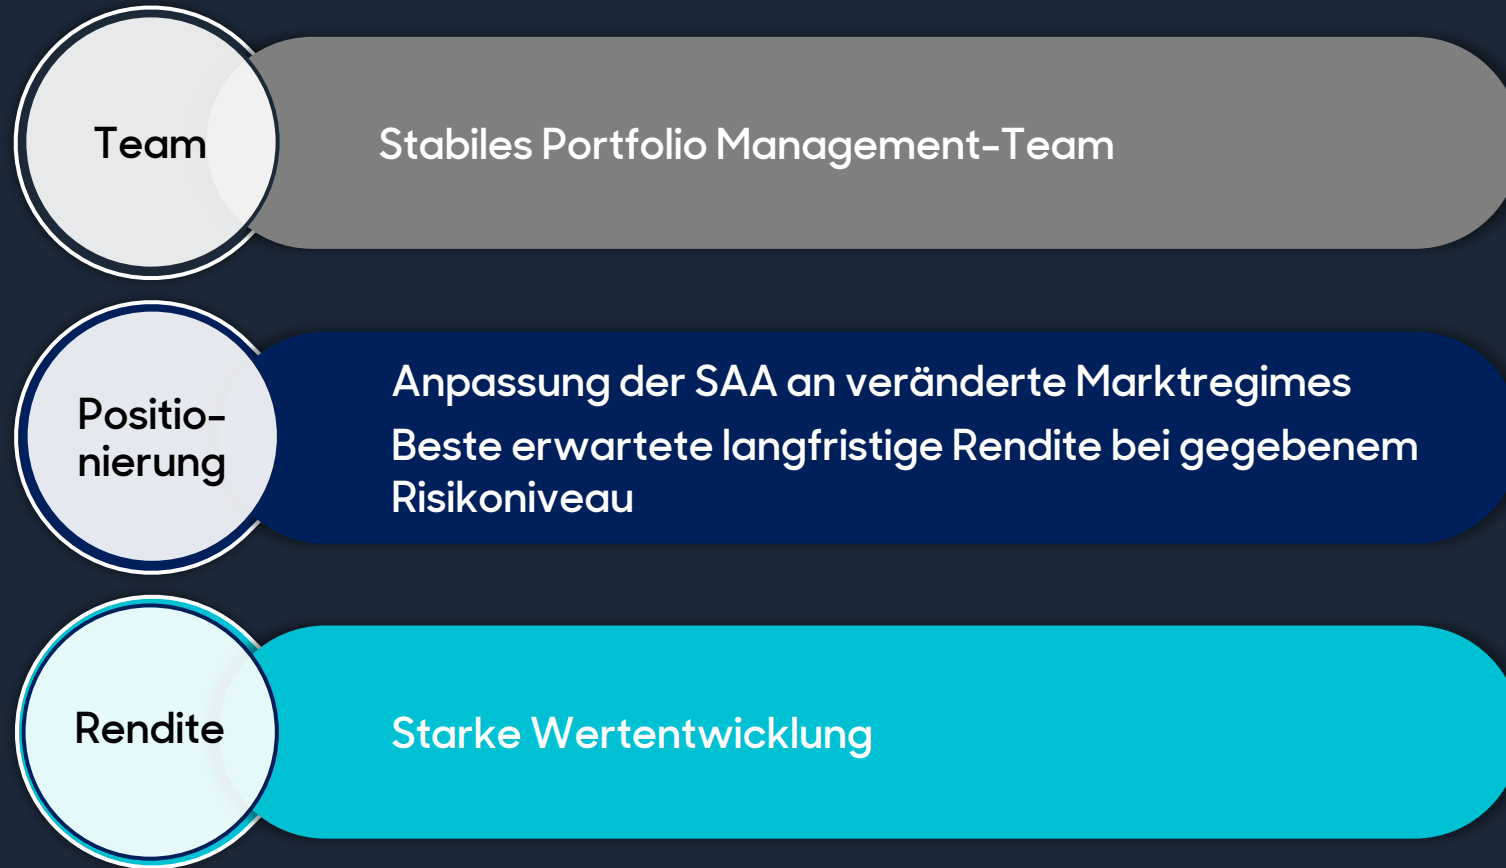 Team
Stabiles Portfolio Management-Team
Positio-
nierung
Anpassung der SAA an veränderte Marktregimes
Beste erwartete langfristige Rendite bei gegebenem
Risikoniveau
Rendite
Starke Wertentwicklung